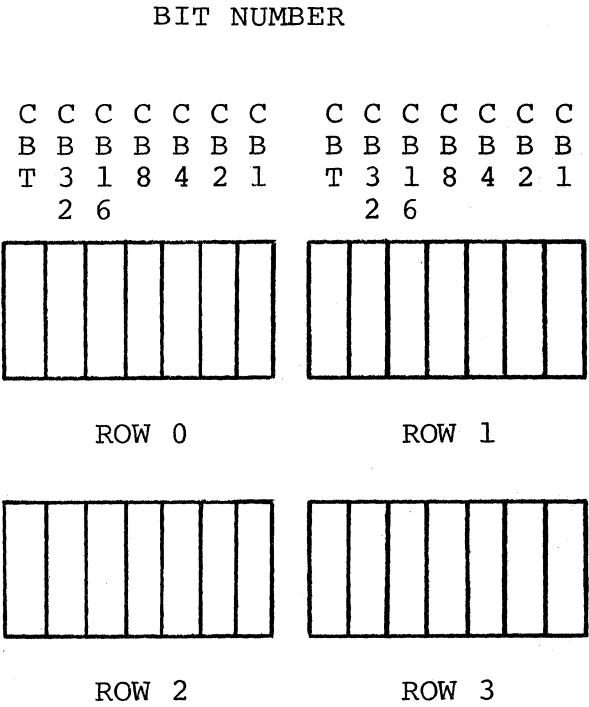 BIT NUMBER
C C C C C C C C C C C C C C
B B B B B B B B B B B B B B
T 3 1 8 4 2 1 T 3 1 8 4 2 1
2 6 2 6
ROW 0 ROW 1
ROW 2 ROW 3